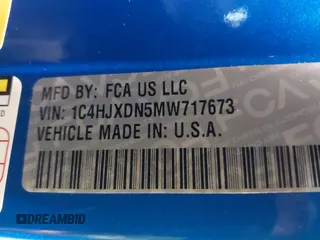 MFD BY: FCA US LLC
VIN: 1C4HJXDN5MW717673
VEHICLE MADE IN: U.S.A.
DREAMBID